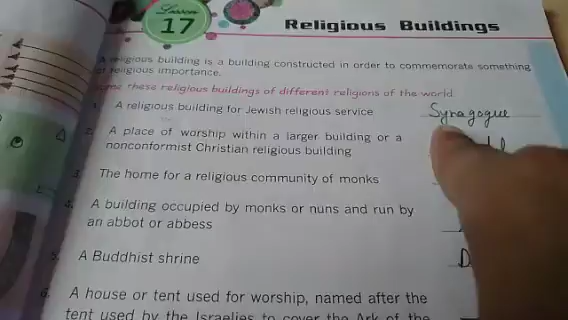 Lesson
17
Religious Buildings
A religious building is a building constructed in order to commemorate something
of religious importance.
these religious buildings of different religions of the world.
A religious building for Jewish religious service
Synagogue
2. A place of worship within a larger building or a
nonconformist Christian religious building
3. The home for a religious community of monks
4. A building occupied by monks or nuns and run by
an abbot or abbess
5. A Buddhist shrine
6. A house or tent used for worship, named after the
tent used by the Israelies to cover the Ark of the